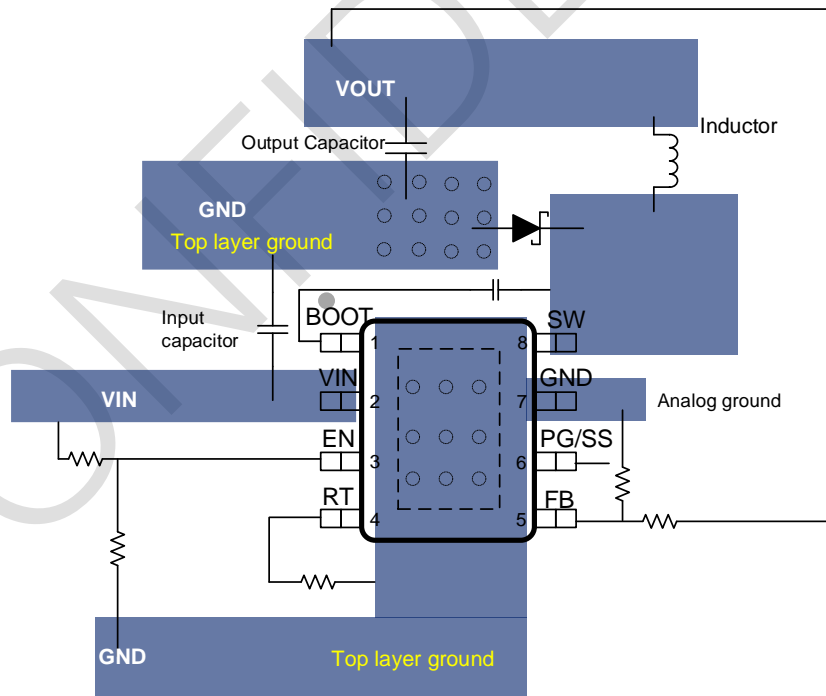 CONFIDE
VOUT
Output Capacitor
Inductor
GND
Top layer ground
Input
capacitor
BOOT
SW
1
8
VIN
VIN
2
7
GND
Analog ground
EN
3
6
PG/SS
RT
4
5
FB
GND
Top layer ground